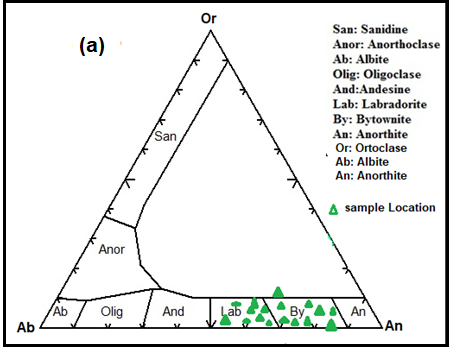 Or
(a)
San: Sanidine
Anor: Anorthoclase
Ab: Albite
Olig: Oligoclase
And:Andesine
Lab: Labradorite
By: Bytownite
An: Anorthite
Or: Ortoclase
Ab: Albite
An: Anorthite
sample Location
San
Anor
Ab
Olig
And
Lab
By
An
Ab
An